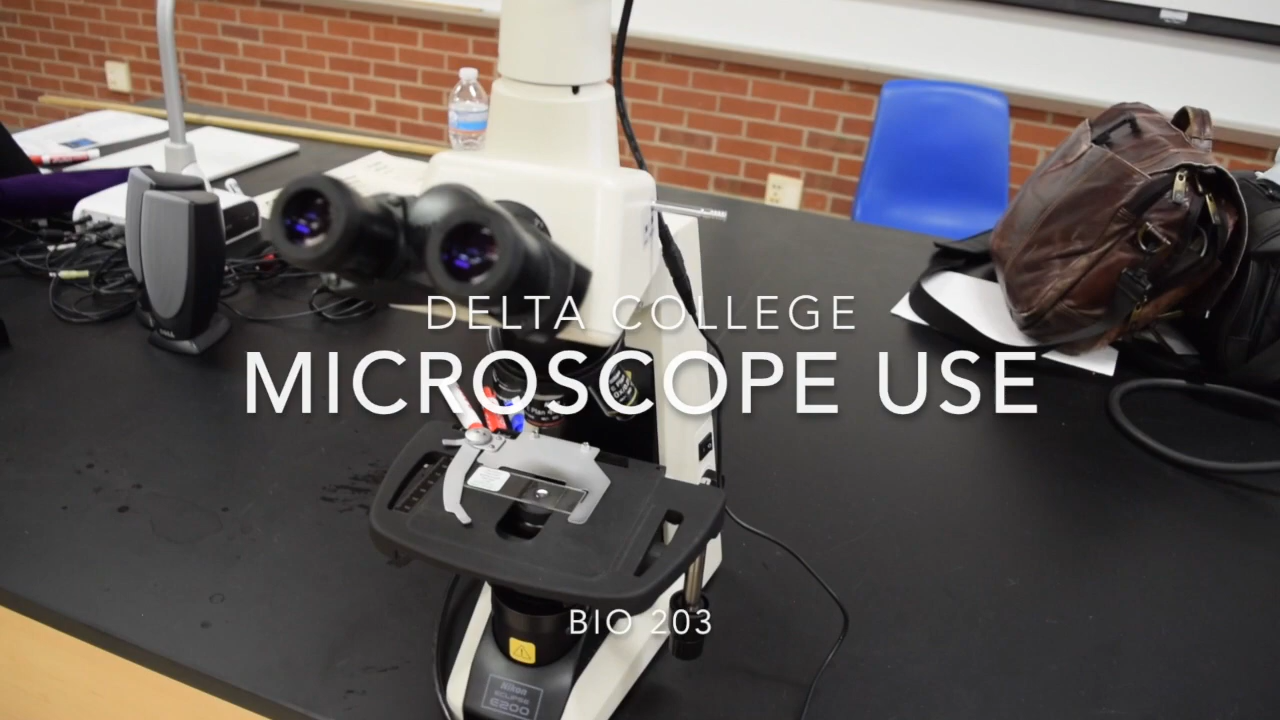 DELTA COLLEGE
MICROSCOPE USE
BIO 203
Nikon
ECLIPSE
E200